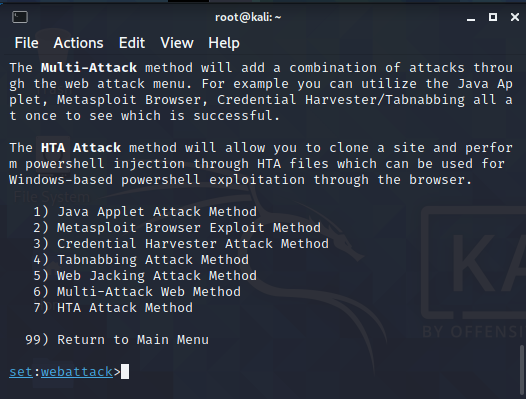 root@kali: ~
File Actions Edit View Help
The Multi-Attack method will add a combination of attacks throu
gh the web attack menu. For example you can utilize the Java Ap
plet, Metasploit Browser, Credential Harvester/Tabnabbing all a
t once to see which is successful.
The HTA Attack method will allow you to clone a site and perfor
m powershell injection through HTA files which can be used for
Windows-based powershell exploitation through the browser.
1) Java Applet Attack Method
2) Metasploit Browser Exploit Method
3) Credential Harvester Attack Method
4) Tabnabbing Attack Method
5) Web Jacking Attack Method
6) Multi-Attack Web Method
7) HTA Attack Method
99) Return to Main Menu
set:webattack>
KA
BY OFFENSI